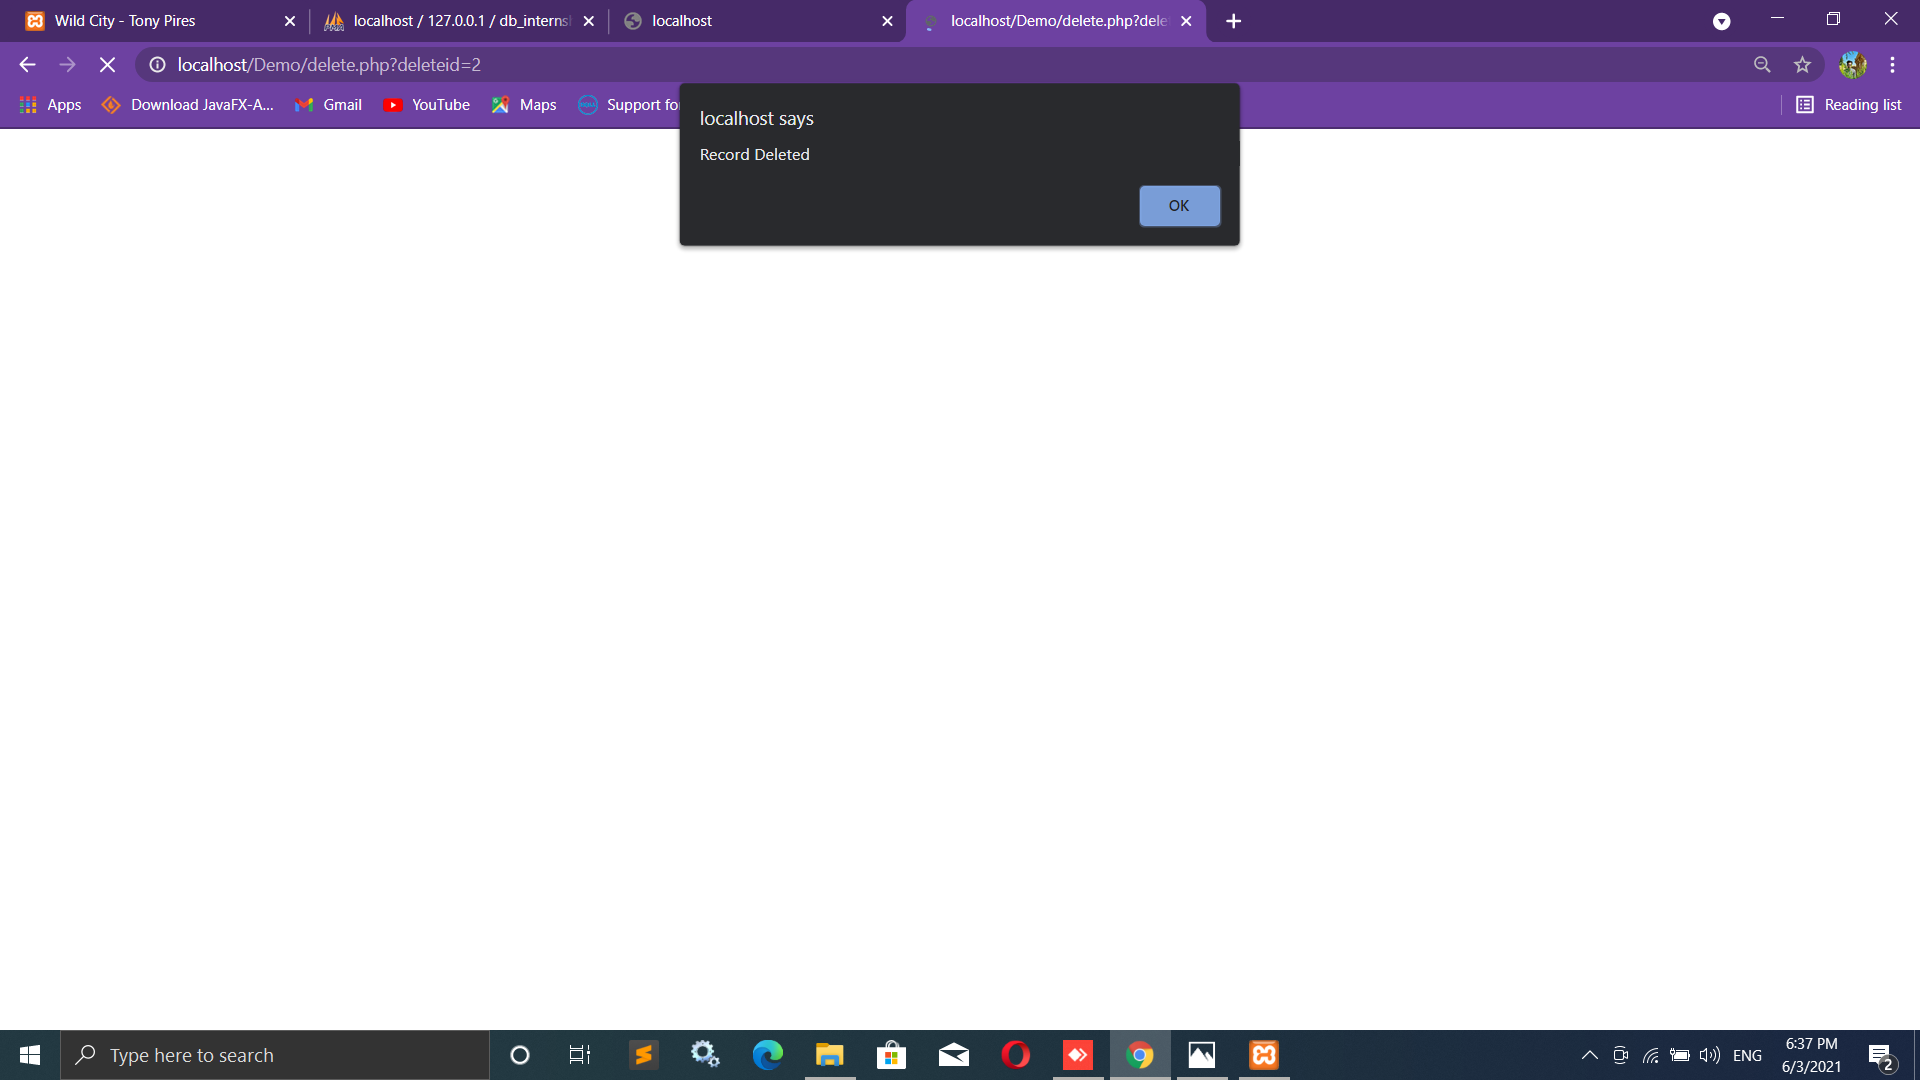 Wild City - Tony Pires
localhost / 127.0.0.1 / db_interns
localhost
localhost/Demo/delete.php?dele
localhost/Demo/delete.php?deleteid=2
Apps
Download JavaFX-A...
Gmail
YouTube
Maps
Support fo
Reading list
localhost says
Record Deleted
OK
Type here to search
ENG
6:37 PM
6/3/2021
2